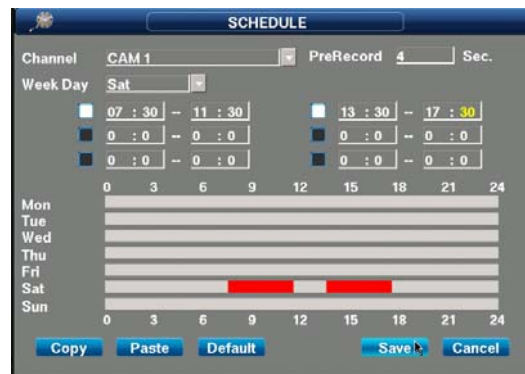 SCHEDULE
Channel CAM 1 PreRecord 4 Sec.
Week Day Sat
07 : 30 -- 11 : 30 13 : 30 -- 17 : 30
0 : 0 -- 0 : 0 0 : 0 -- 0 : 0
0 : 0 -- 0 : 0 0 : 0 -- 0 : 0
0 3 6 9 12 15 18 21 24
Mon
Tue
Wed
Thu
Fri
Sat
Sun
0 3 6 9 12 15 18 21 24
Copy Paste Default Save Cancel